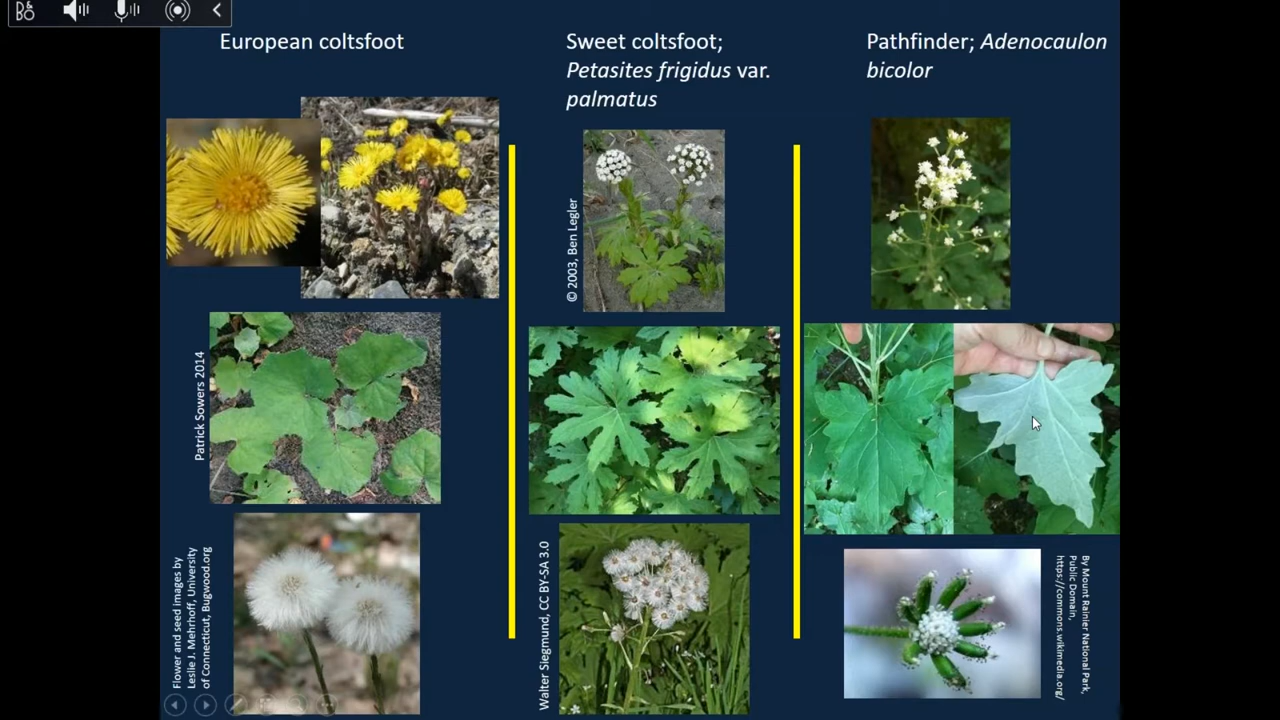 B&
BO
European coltsfoot
Sweet coltsfoot;
Petasites frigidus var.
palmatus
Pathfinder; Adenocaulon
bicolor
© 2003, Ben Legler
Patrick Sowers 2014
Flower and seed images by
Leslie J. Mehrhoff, University
of Connecticut, Bugwood.org
Walter Siegmund, CC BY-SA 3.0
By Mount Rainier National Park,
Public Domain,
https://commons.wikimedia.org/